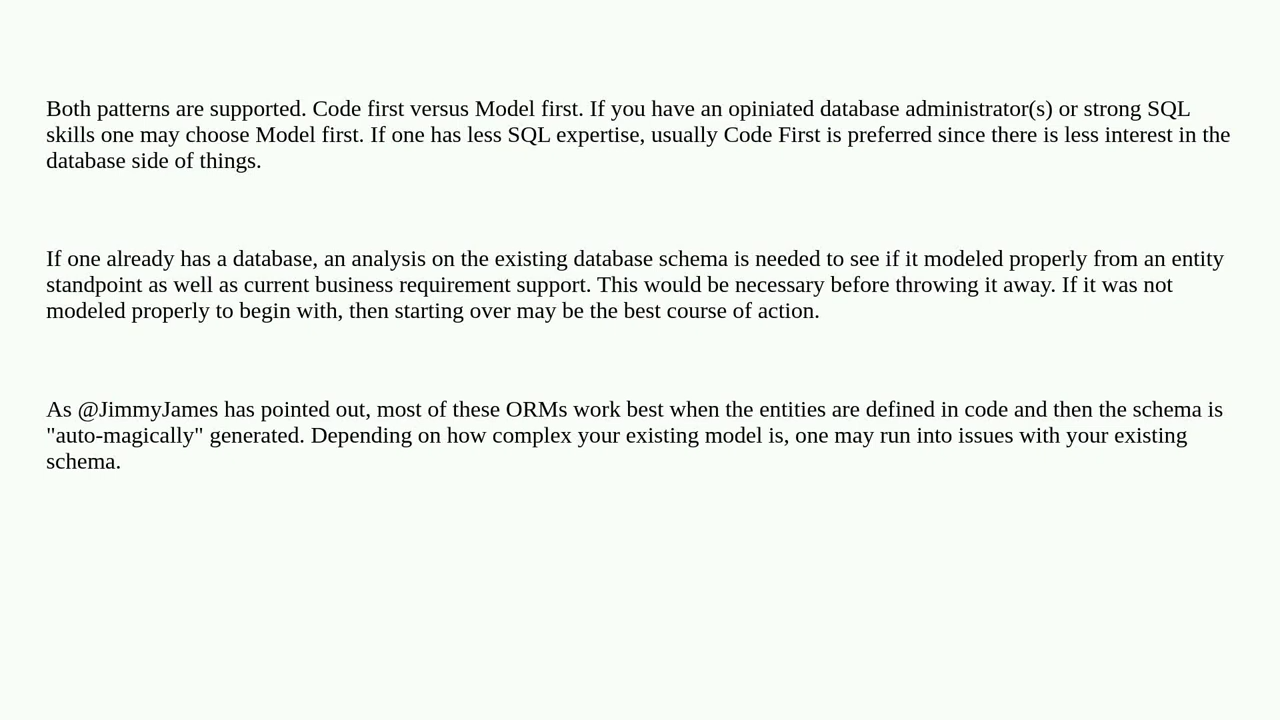 Both patterns are supported. Code first versus Model first. If you have an opiniated database administrator(s) or strong SQL
skills one may choose Model first. If one has less SQL expertise, usually Code First is preferred since there is less interest in the
database side of things.
If one already has a database, an analysis on the existing database schema is needed to see if it modeled properly from an entity
standpoint as well as current business requirement support. This would be necessary before throwing it away. If it was not
modeled properly to begin with, then starting over may be the best course of action.
As @JimmyJames has pointed out, most of these ORMs work best when the entities are defined in code and then the schema is
"auto-magically" generated. Depending on how complex your existing model is, one may run into issues with your existing
schema.